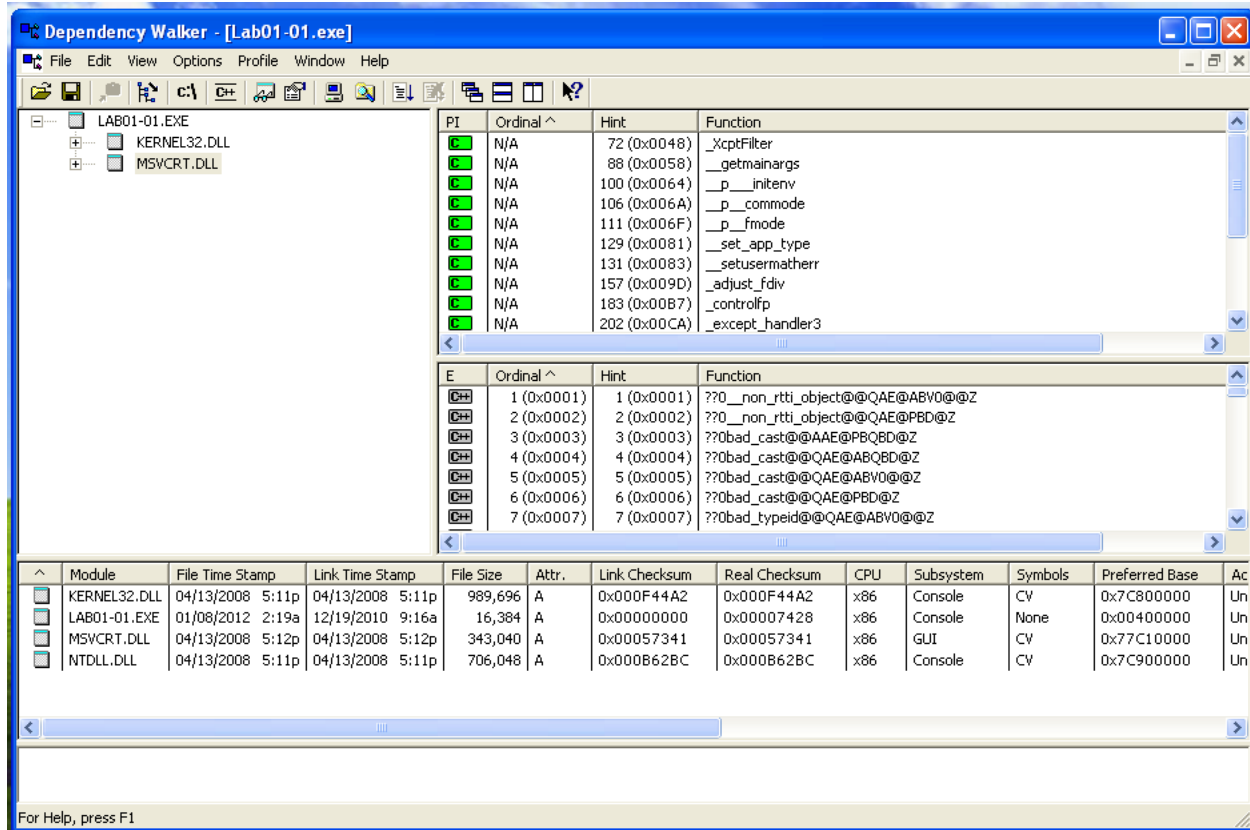 Dependency Walker - [Lab01-01.exe]
File Edit View Options Profile Window Help
c:\ C++
LAB01-01.EXE
KERNEL32.DLL
MSVCRT.DLL
PI Ordinal ^ Hint Function
C N/A 72 (0x0048) _XcptFilter
C N/A 88 (0x0058) __getmainargs
C N/A 100 (0x0064) __p___initenv
C N/A 106 (0x006A) __p__commode
C N/A 111 (0x006F) __p__fmode
C N/A 129 (0x0081) __set_app_type
C N/A 131 (0x0083) __setusermatherr
C N/A 157 (0x009D) _adjust_fdiv
C N/A 183 (0x00B7) _controlfp
C N/A 202 (0x00CA) _except_handler3
E Ordinal ^ Hint Function
C++ 1 (0x0001) 1 (0x0001) ??0__non_rtti_object@@QAE@ABV0@@Z
C++ 2 (0x0002) 2 (0x0002) ??0__non_rtti_object@@QAE@PBD@Z
C++ 3 (0x0003) 3 (0x0003) ??0bad_cast@@AAE@PBQBD@Z
C++ 4 (0x0004) 4 (0x0004) ??0bad_cast@@QAE@ABQBD@Z
C++ 5 (0x0005) 5 (0x0005) ??0bad_cast@@QAE@ABV0@@Z
C++ 6 (0x0006) 6 (0x0006) ??0bad_cast@@QAE@PBD@Z
C++ 7 (0x0007) 7 (0x0007) ??0bad_typeid@@QAE@ABV0@@Z
^ Module File Time Stamp Link Time Stamp File Size Attr. Link Checksum Real Checksum CPU Subsystem Symbols Preferred Base Ac
KERNEL32.DLL 04/13/2008 5:11p 04/13/2008 5:11p 989,696 A 0x000F44A2 0x000F44A2 x86 Console CV 0x7C800000 Un
LAB01-01.EXE 01/08/2012 2:19a 12/19/2010 9:16a 16,384 A 0x00000000 0x00007428 x86 Console None 0x00400000 Un
MSVCRT.DLL 04/13/2008 5:12p 04/13/2008 5:12p 343,040 A 0x00057341 0x00057341 x86 GUI CV 0x77C10000 Un
NTDLL.DLL 04/13/2008 5:11p 04/13/2008 5:11p 706,048 A 0x000B62BC 0x000B62BC x86 Console CV 0x7C900000 Un
For Help, press F1